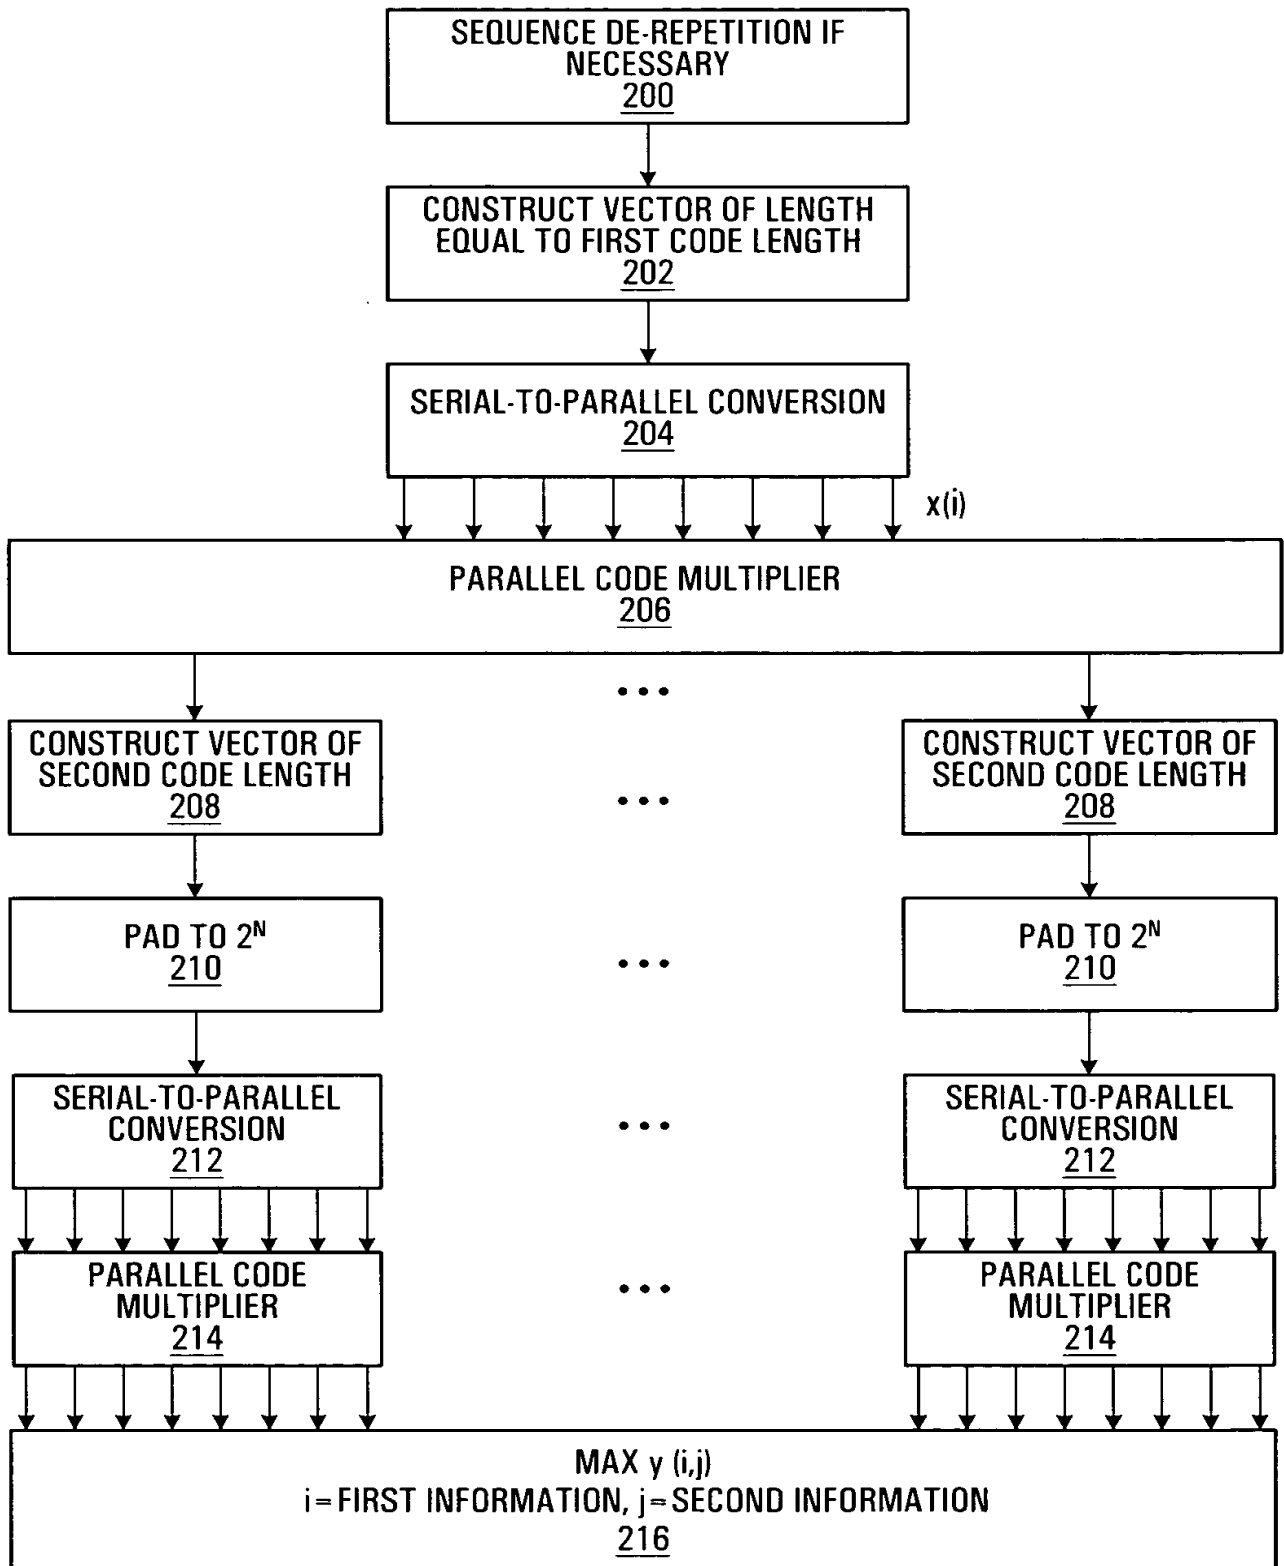 SEQUENCE DE-REPETITION IF
NECESSARY
200
CONSTRUCT VECTOR OF LENGTH
EQUAL TO FIRST CODE LENGTH
202
SERIAL-TO-PARALLEL CONVERSION
204
x(i)
PARALLEL CODE MULTIPLIER
206
CONSTRUCT VECTOR OF
SECOND CODE LENGTH
208
CONSTRUCT VECTOR OF
SECOND CODE LENGTH
208
PAD TO 2ᴺ
210
PAD TO 2ᴺ
210
SERIAL-TO-PARALLEL
CONVERSION
212
SERIAL-TO-PARALLEL
CONVERSION
212
PARALLEL CODE
MULTIPLIER
214
PARALLEL CODE
MULTIPLIER
214
MAX y (i,j)
i=FIRST INFORMATION, j=SECOND INFORMATION
216